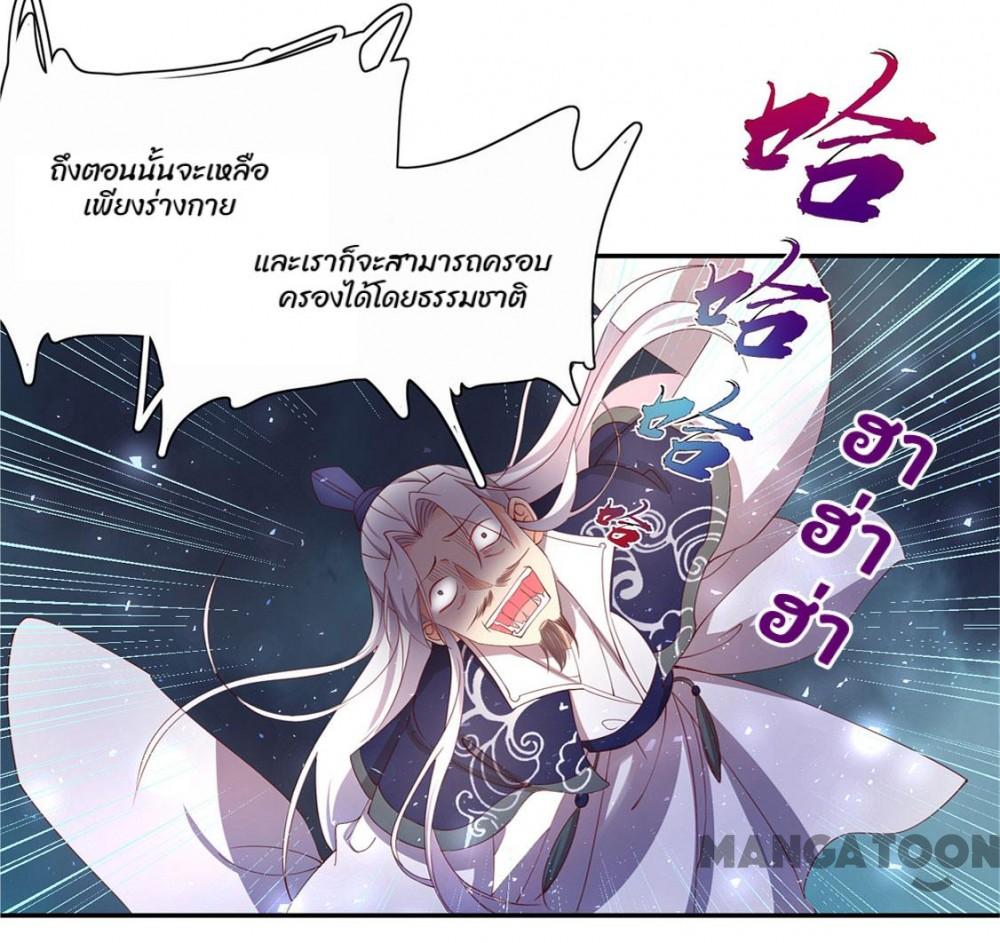 ถึงตอนนั้นจะเหลือ
เพียงร่างกาย
และเราก็จะสามารถครอบ
ครองได้โดยธรรมชาติ
哈
哈
哈
哈
ฮา
ฮ่า
ฮ่า
MANGATOON